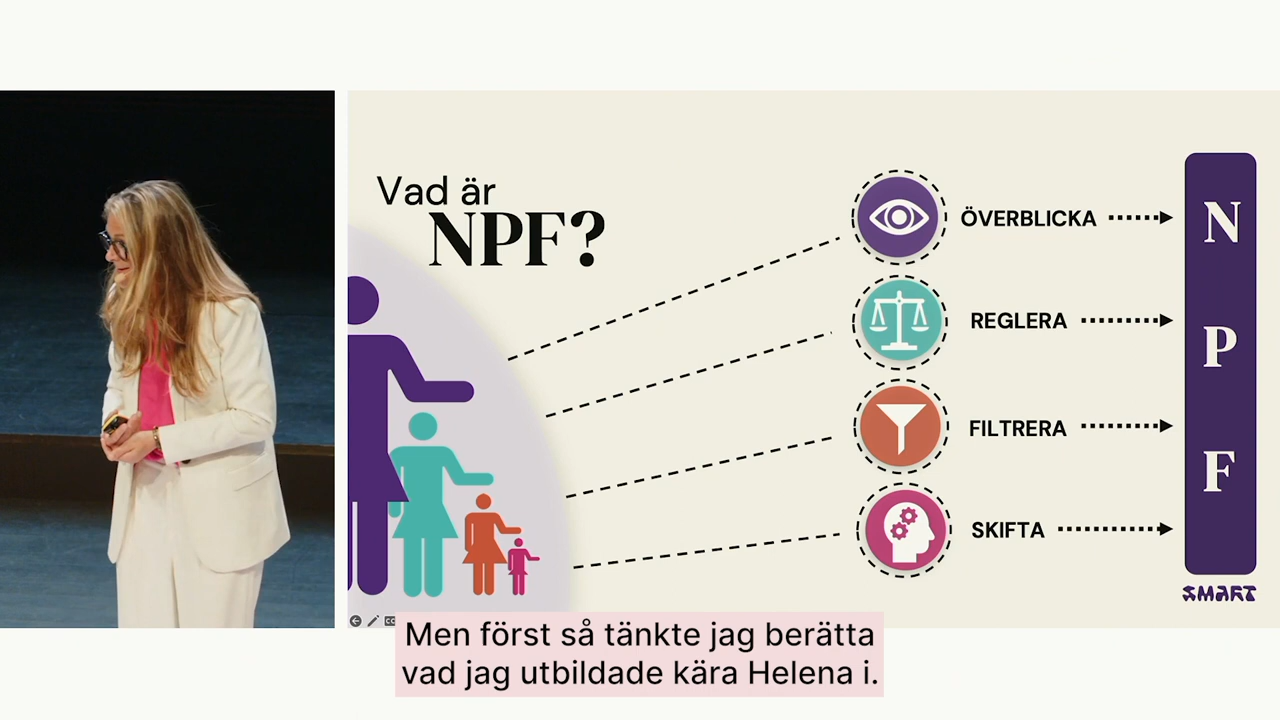 Vad är
NPF?
ÖVERBLICKA
REGLERA
FILTRERA
SKIFTA
N
P
F
SMART
Men först så tänkte jag berätta
vad jag utbildade kära Helena i.